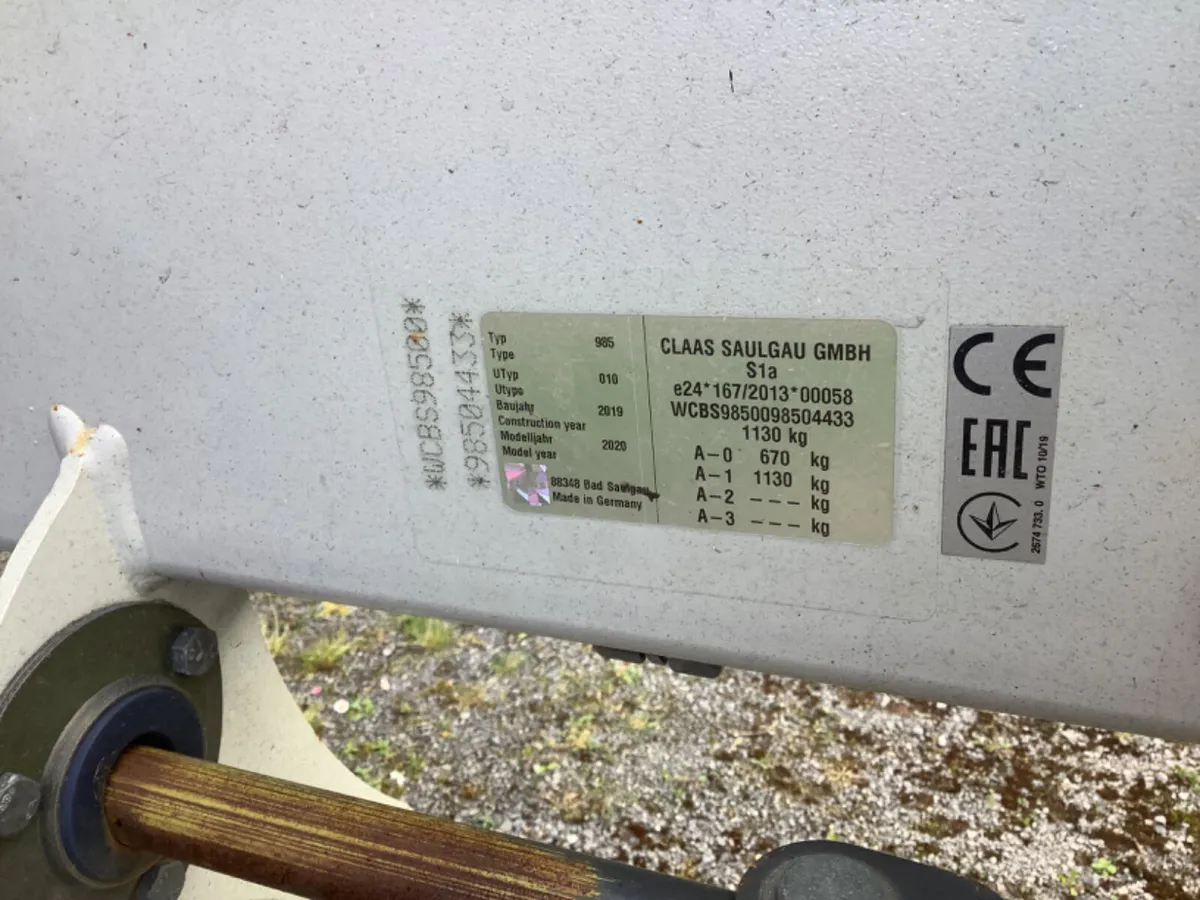 *WCBS98500*
*98504433*
Typ 985
Type
UTyp 010
Utype
Baujahr 2019
Construction year
Modelljahr 2020
Model year
88348 Bad Saulgau
Made in Germany
CLAAS SAULGAU GMBH
S1a
e24*167/2013*00058
WCBS9850098504433
1130 kg
A-0 670 kg
A-1 1130 kg
A-2 --- kg
A-3 --- kg
CE
EAC
WTO 10/19
2574 733. 0